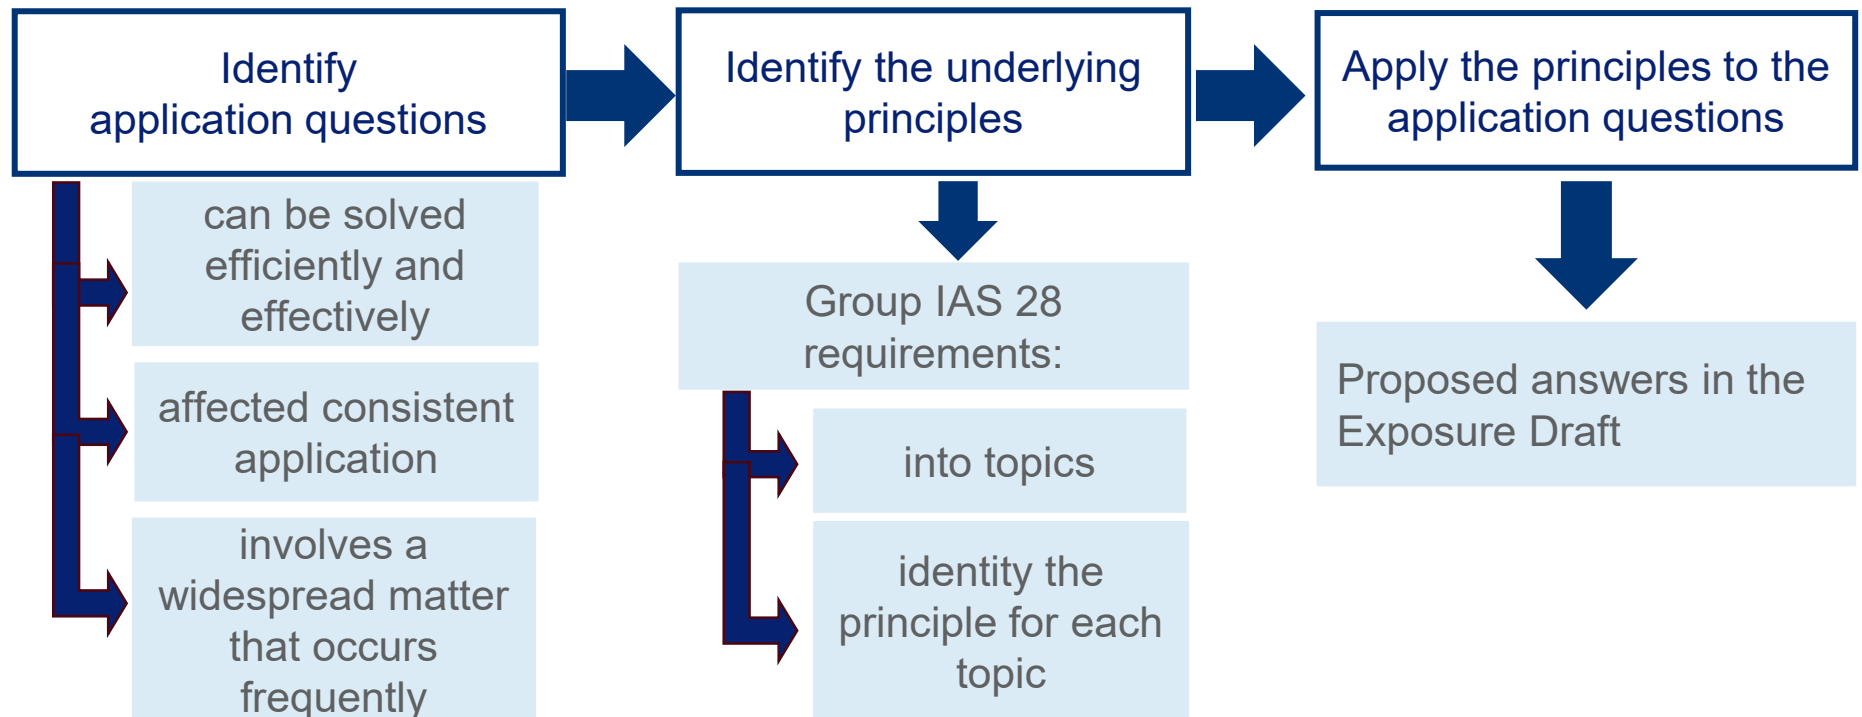 Identify
application questions
Identify the underlying
principles
Apply the principles to the
application questions
can be solved
efficiently and
effectively
affected consistent
application
involves a
widespread matter
that occurs
frequently
Group IAS 28
requirements:
into topics
identity the
principle for each
topic
Proposed answers in the
Exposure Draft